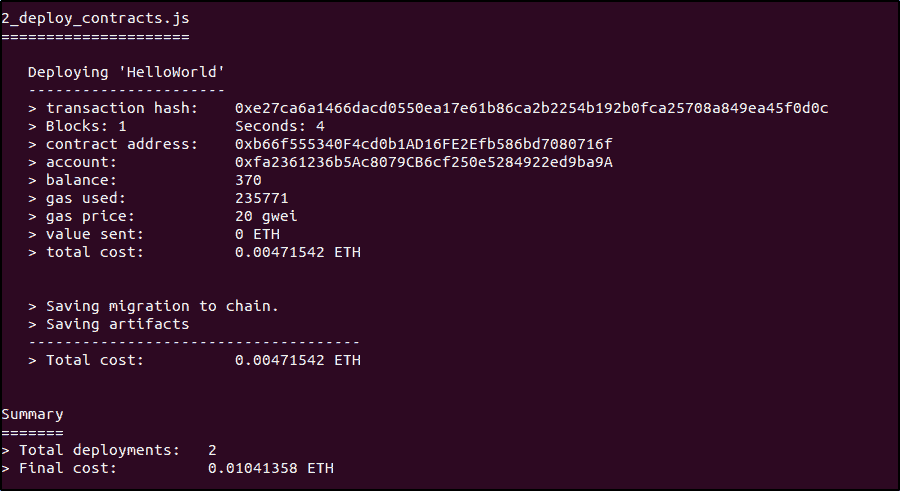 2_deploy_contracts.js
=====================
Deploying 'HelloWorld'
----------------------
> transaction hash:    0xe27ca6a1466dacd0550ea17e61b86ca2b2254b192b0fca25708a849ea45f0d0c
> Blocks: 1            Seconds: 4
> contract address:    0xb66f555340F4cd0b1AD16FE2Efb586bd7080716f
> account:             0xfa2361236b5Ac8079CB6cf250e5284922ed9ba9A
> balance:             370
> gas used:            235771
> gas price:           20 gwei
> value sent:          0 ETH
> total cost:          0.00471542 ETH
> Saving migration to chain.
> Saving artifacts
-------------------------------------
> Total cost:          0.00471542 ETH
Summary
=======
> Total deployments:   2
> Final cost:          0.01041358 ETH